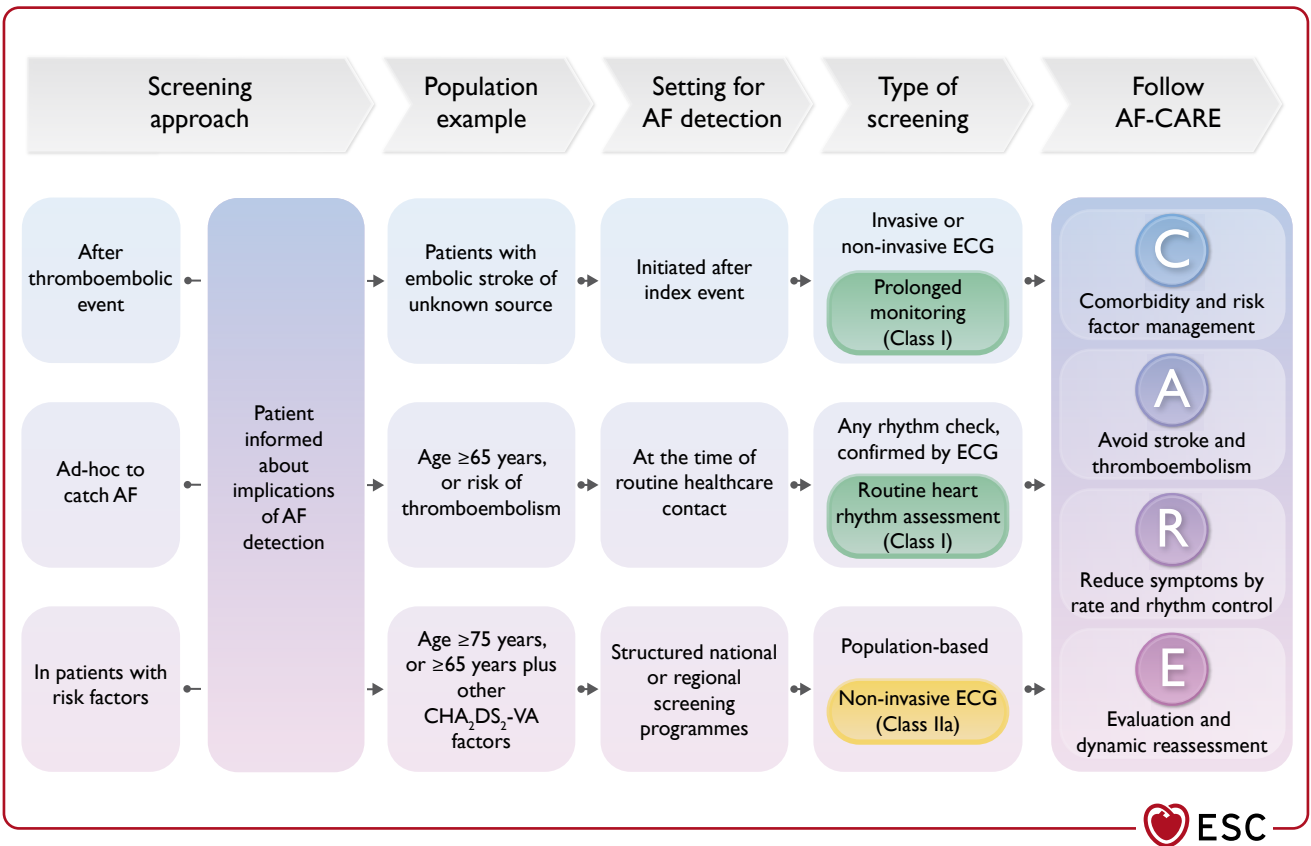 Screening
approach
Population
example
Setting for
AF detection
Type of
screening
Follow
AF-CARE
After
thromboembolic
event
Patient
informed
about
implications
of AF
detection
Patients with
embolic stroke of
unknown source
Initiated after
index event
Invasive or
non-invasive ECG
Prolonged
monitoring
(Class I)
Ad-hoc to
catch AF
Age ≥65 years,
or risk of
thromboembolism
At the time of
routine healthcare
contact
Any rhythm check,
confirmed by ECG
Routine heart
rhythm assessment
(Class I)
In patients with
risk factors
Age ≥75 years,
or ≥65 years plus
other
CHA₂DS₂-VA
factors
Structured national
or regional
screening
programmes
Population-based
Non-invasive ECG
(Class IIa)
C
Comorbidity and risk
factor management
A
Avoid stroke and
thromboembolism
R
Reduce symptoms by
rate and rhythm control
E
Evaluation and
dynamic reassessment
ESC